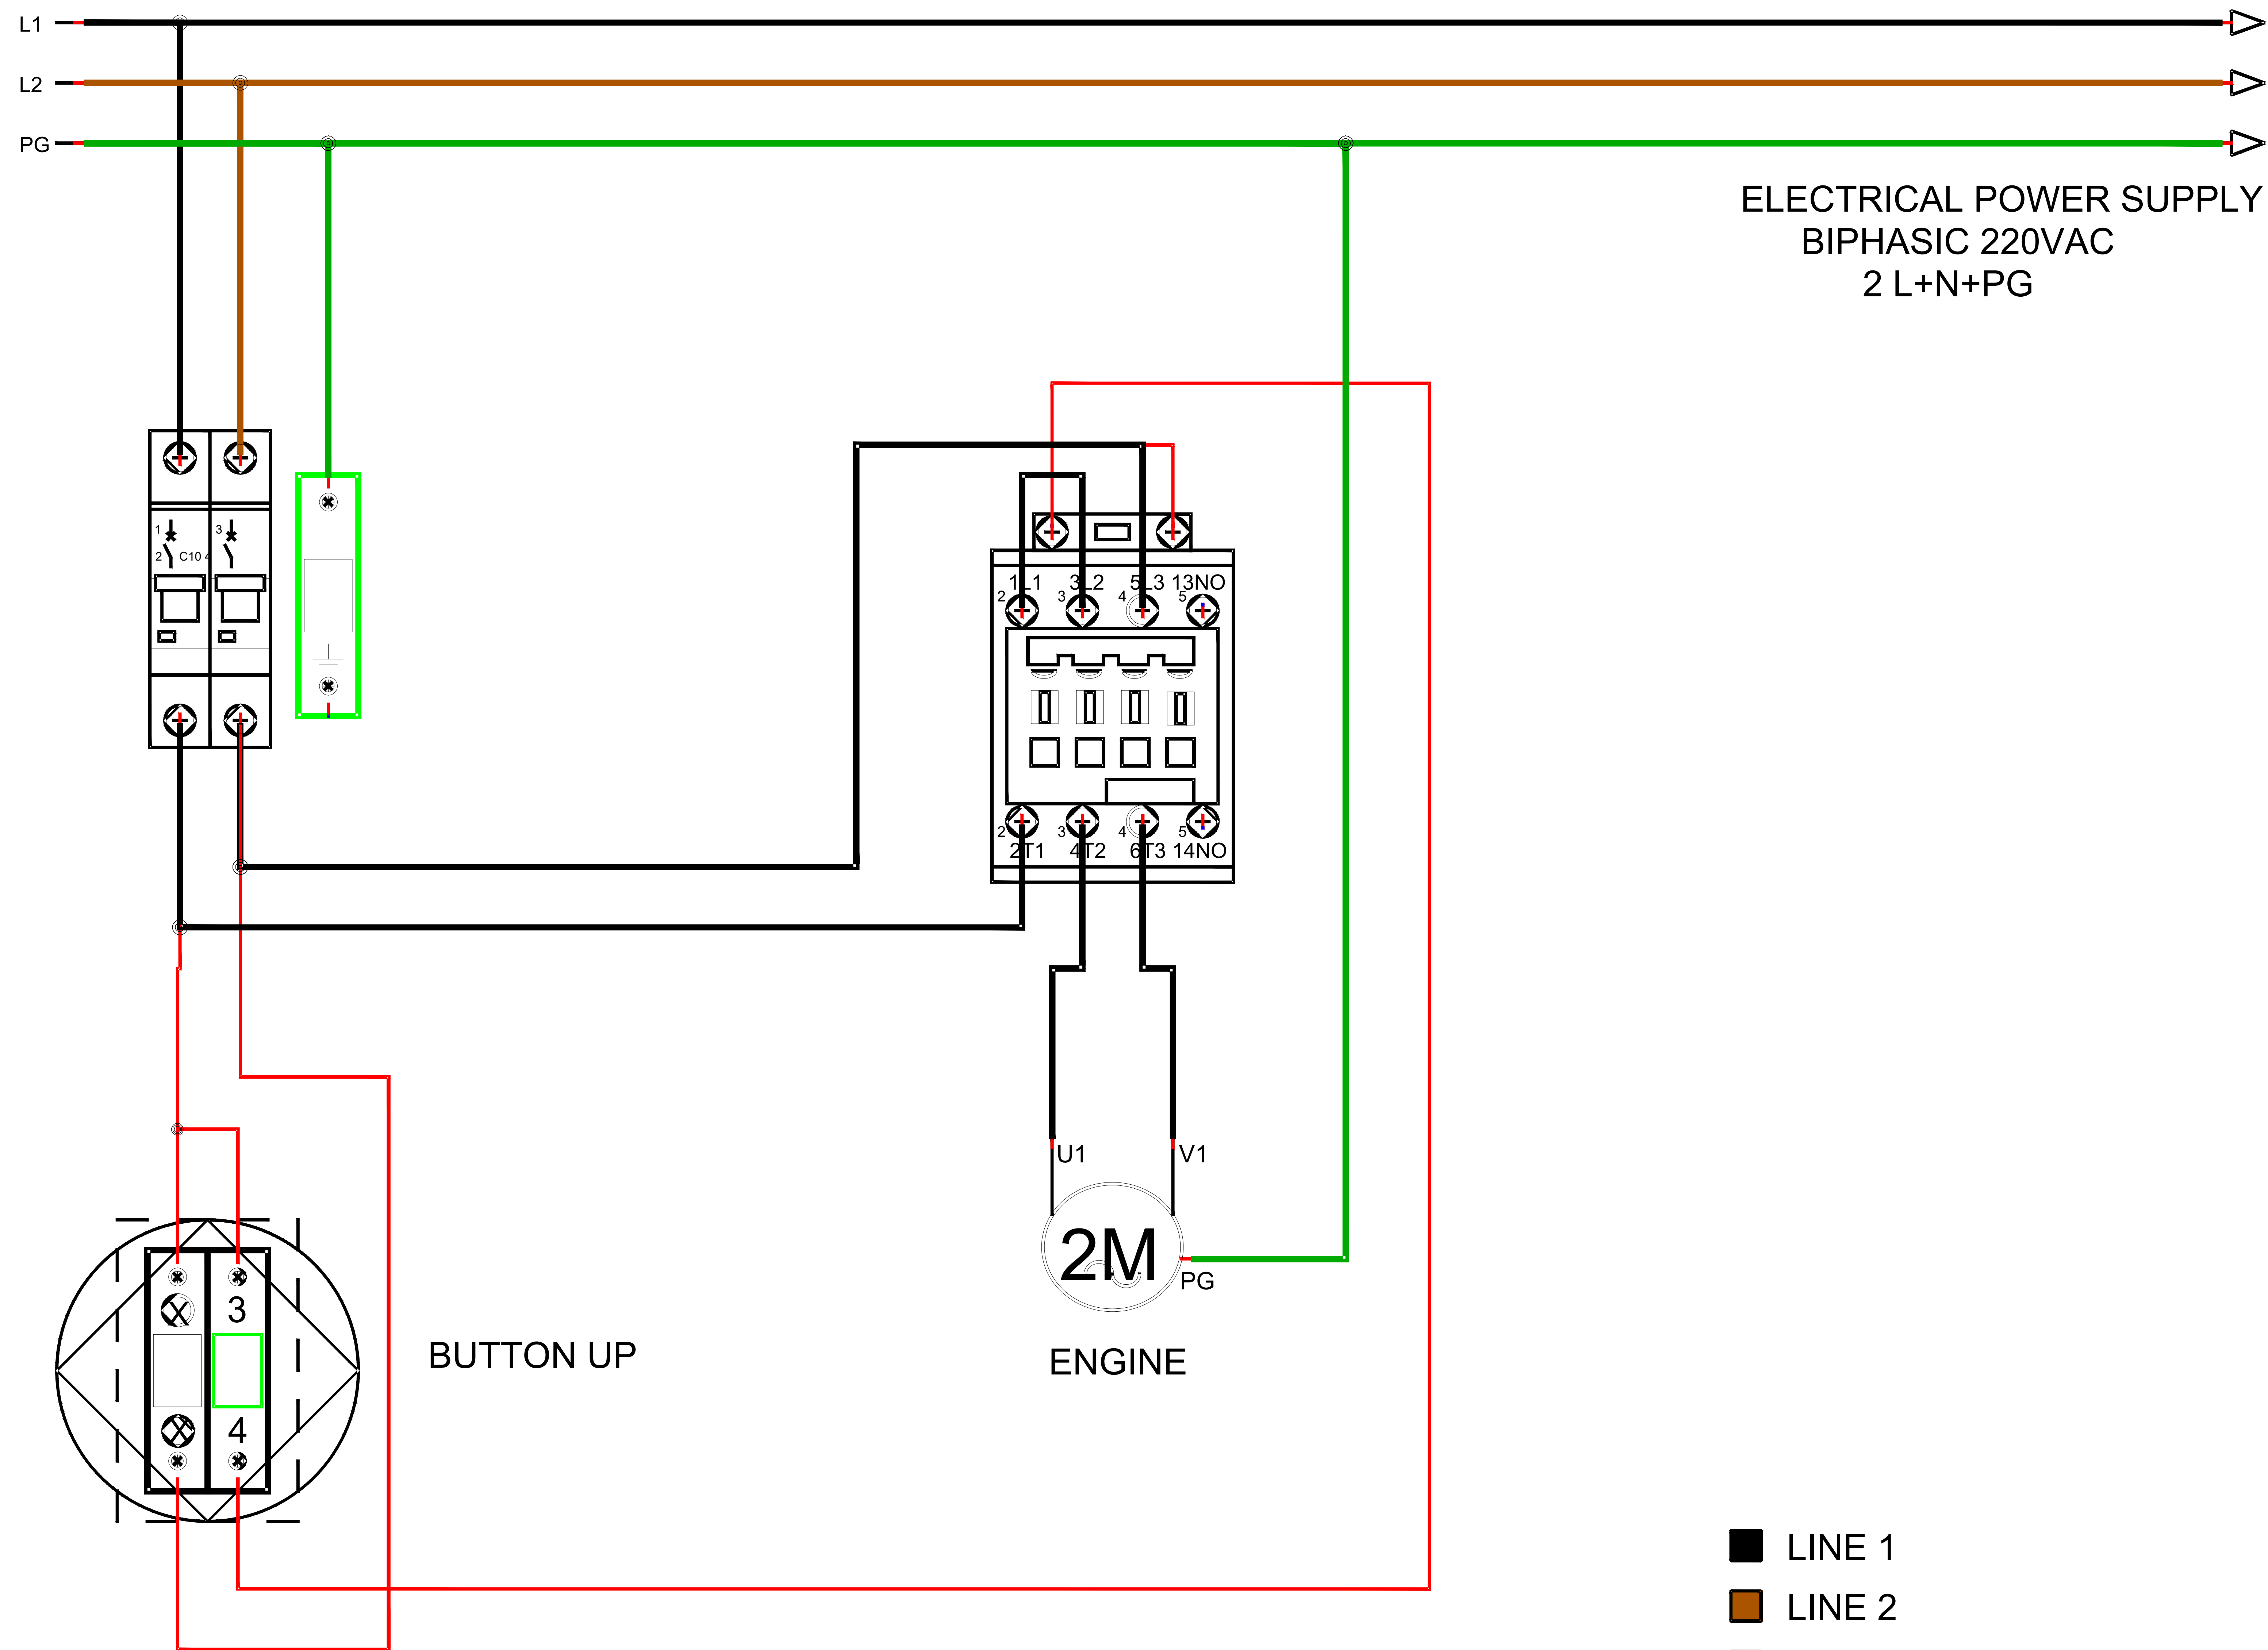 L1
L2
PG
ELECTRICAL POWER SUPPLY
BIPHASIC 220VAC
2 L+N+PG
1 3
2 C10 4
1L1 3L2 5L3 13NO
2 3 4 5
2 3 4 5
2T1 4T2 6T3 14NO
U1 V1
2M
PG
ENGINE
X 3
BUTTON UP
X 4
LINE 1
LINE 2